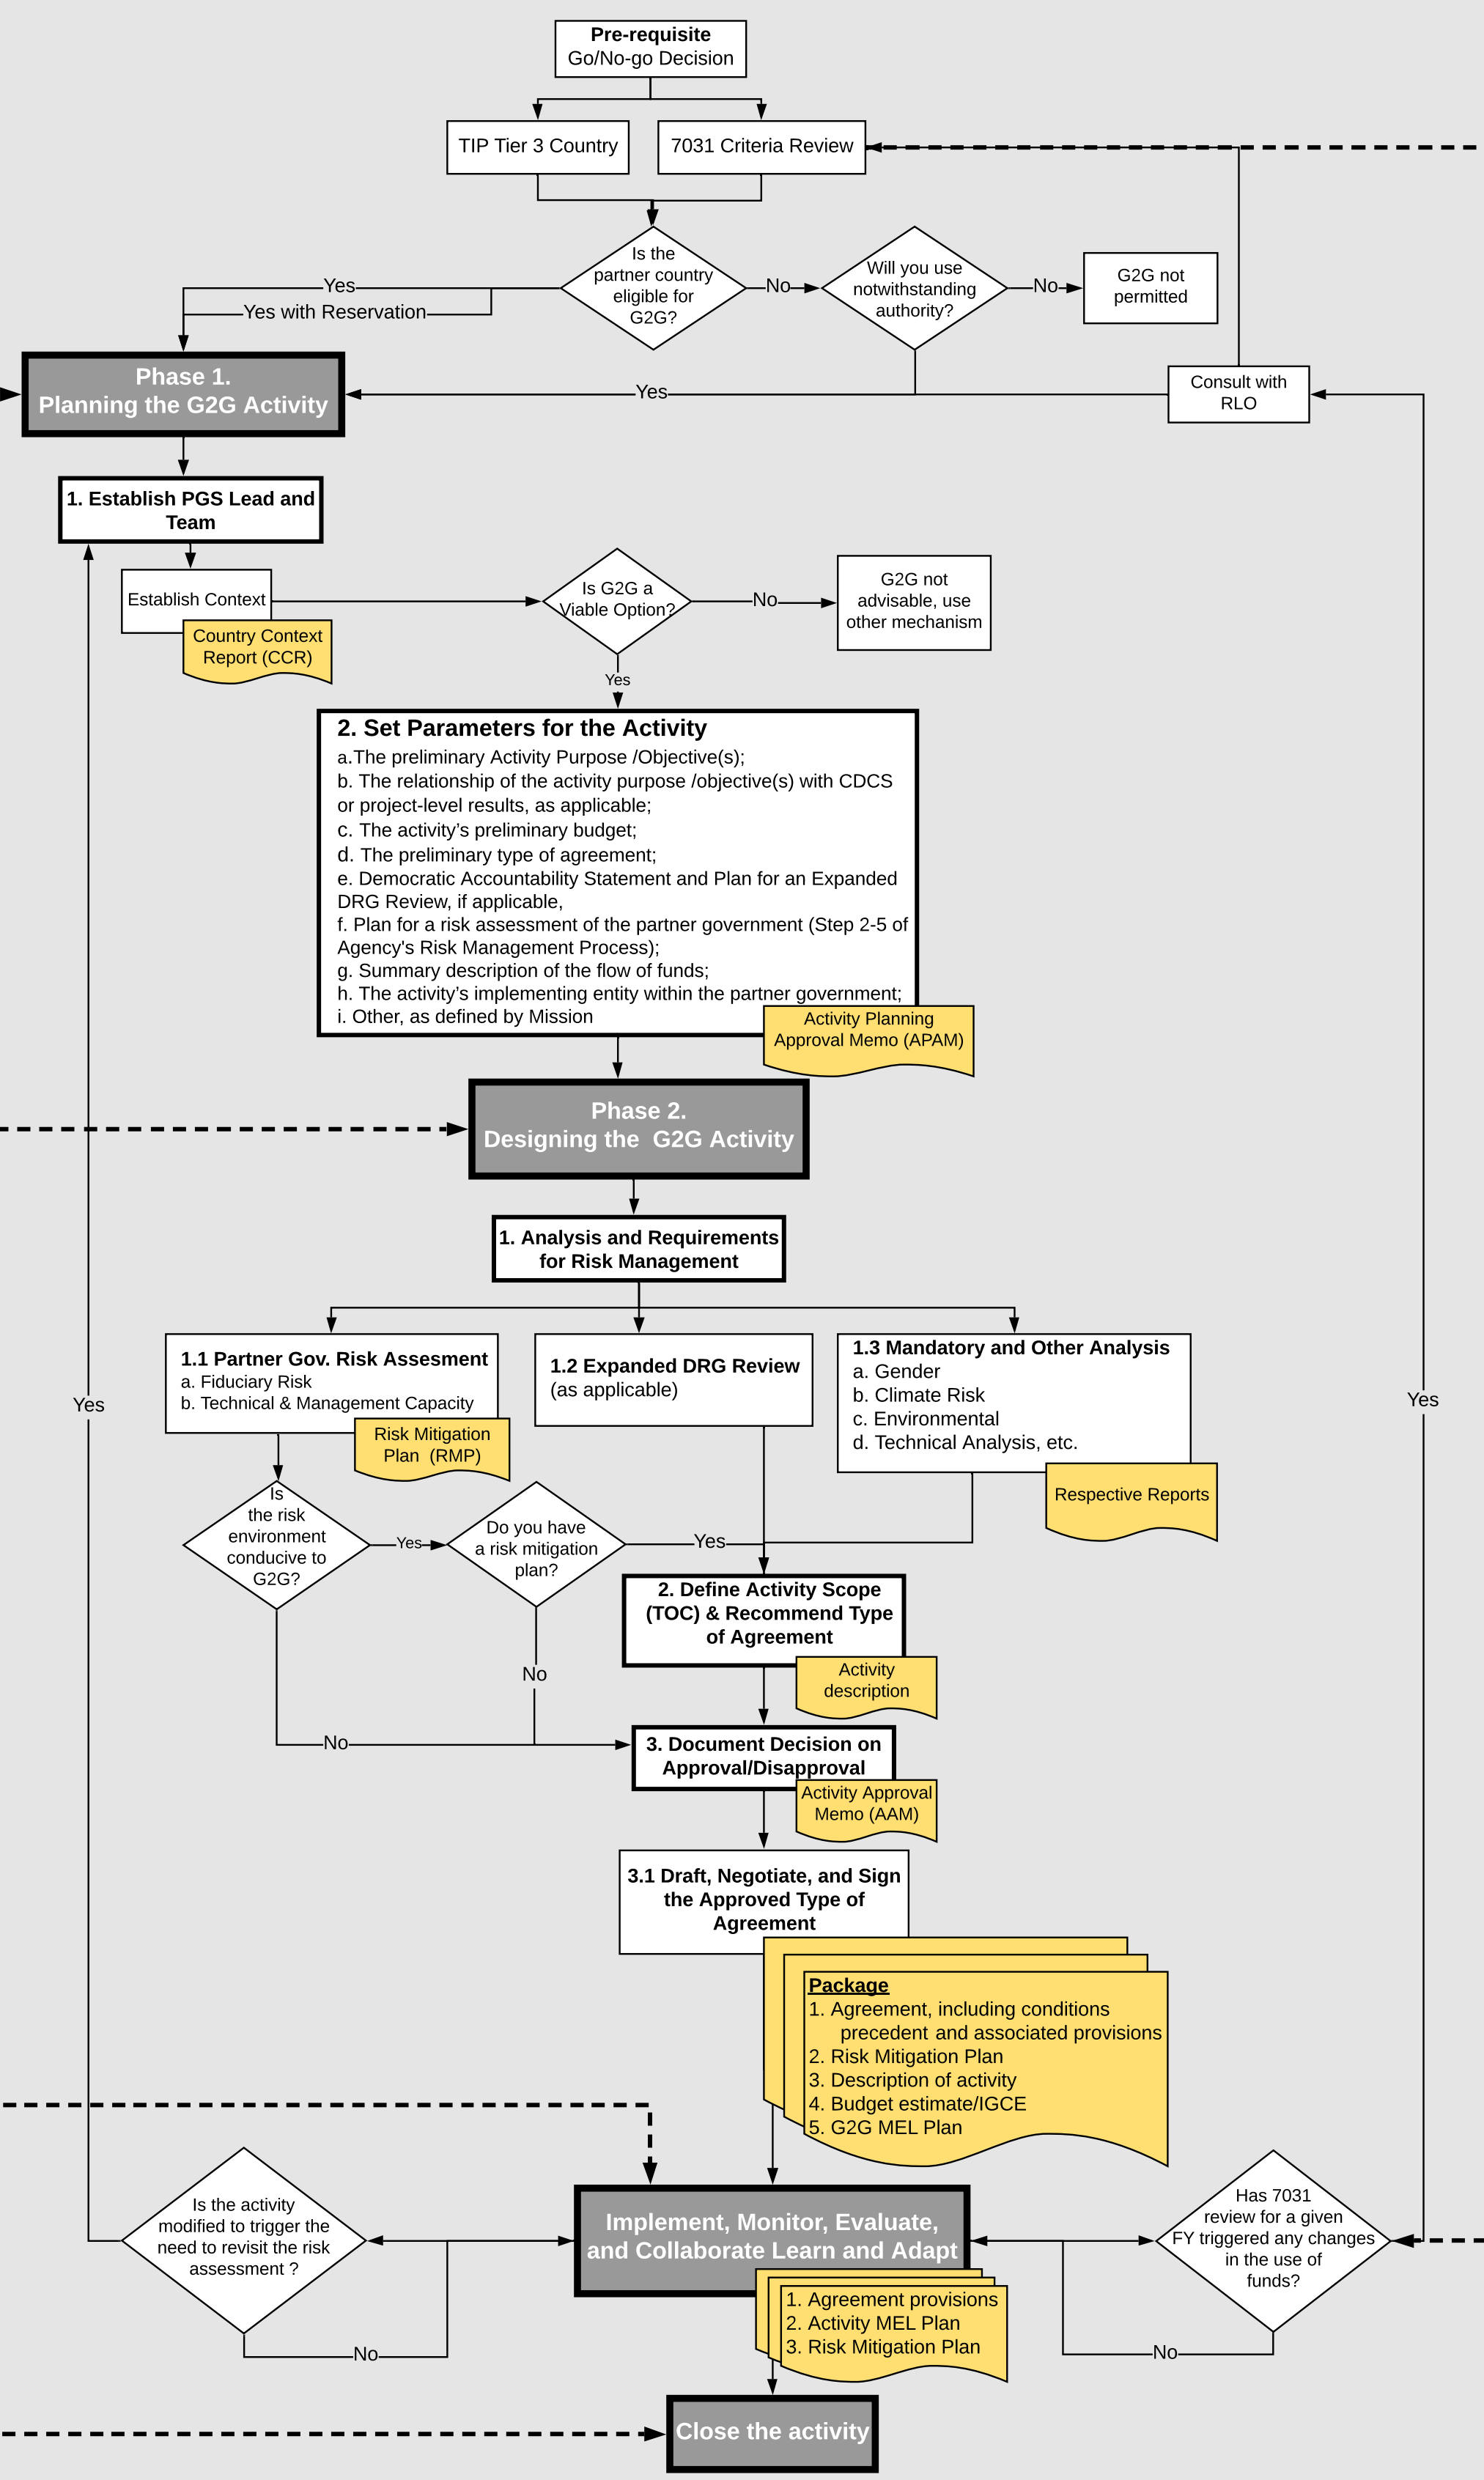 Pre-requisite
Go/No-go Decision
TIP Tier 3 Country
7031 Criteria Review
Is the
partner country
eligible for
G2G?
No
Will you use
notwithstanding
authority?
No
G2G not
permitted
Yes
Yes with Reservation
Phase 1.
Planning the G2G Activity
Yes
Consult with
RLO
1. Establish PGS Lead and
Team
Establish Context
Country Context
Report (CCR)
Is G2G a
Viable Option?
No
G2G not
advisable, use
other mechanism
Yes
2. Set Parameters for the Activity
a.The preliminary Activity Purpose /Objective(s);
b. The relationship of the activity purpose /objective(s) with CDCS
or project-level results, as applicable;
c. The activity’s preliminary budget;
d. The preliminary type of agreement;
e. Democratic Accountability Statement and Plan for an Expanded
DRG Review, if applicable,
f. Plan for a risk assessment of the partner government (Step 2-5 of
Agency's Risk Management Process);
g. Summary description of the flow of funds;
h. The activity’s implementing entity within the partner government;
i. Other, as defined by Mission
Activity Planning
Approval Memo (APAM)
Phase 2.
Designing the  G2G Activity
1. Analysis and Requirements
for Risk Management
1.1 Partner Gov. Risk Assesment
a. Fiduciary Risk
b. Technical & Management Capacity
Risk Mitigation
Plan  (RMP)
1.2 Expanded DRG Review
(as applicable)
1.3 Mandatory and Other Analysis
a. Gender
b. Climate Risk
c. Environmental
d. Technical Analysis, etc.
Respective Reports
Yes
Yes
Is
the risk
environment
conducive to
G2G?
Yes
Do you have
a risk mitigation
plan?
Yes
No
No
2. Define Activity Scope
(TOC) & Recommend Type
of Agreement
Activity
description
3. Document Decision on
Approval/Disapproval
Activity Approval
Memo (AAM)
3.1 Draft, Negotiate, and Sign
the Approved Type of
Agreement
Package
1. Agreement, including conditions
precedent and associated provisions
2. Risk Mitigation Plan
3. Description of activity
4. Budget estimate/IGCE
5. G2G MEL Plan
Is the activity
modified to trigger the
need to revisit the risk
assessment ?
No
Implement, Monitor, Evaluate,
and Collaborate Learn and Adapt
1. Agreement provisions
2. Activity MEL Plan
3. Risk Mitigation Plan
Has 7031
review for a given
FY triggered any changes
in the use of
funds?
No
Close the activity